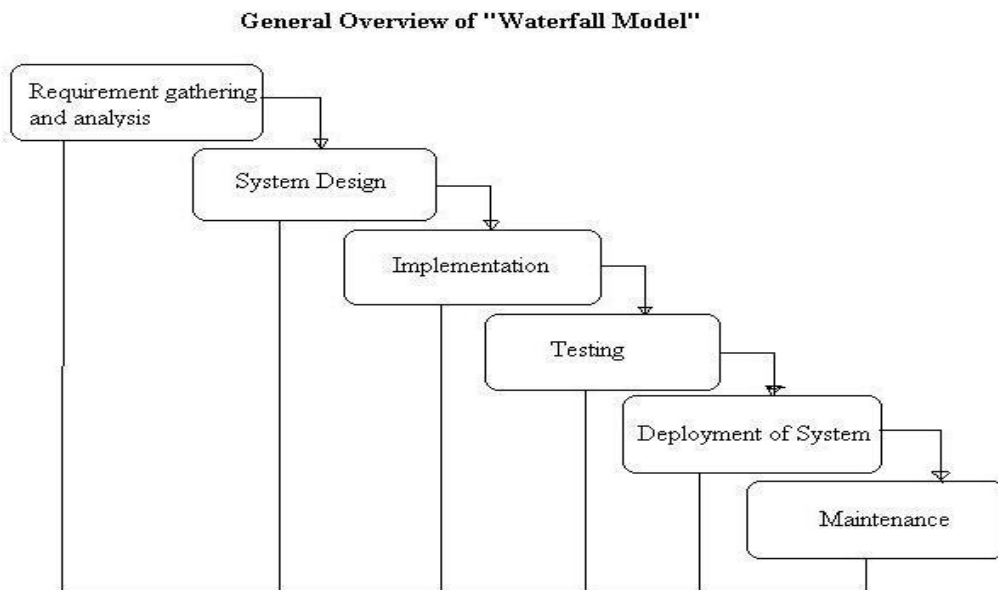 General Overview of "Waterfall Model"
Requirement gathering
and analysis
System Design
Implementation
Testing
Deployment of System
Maintenance